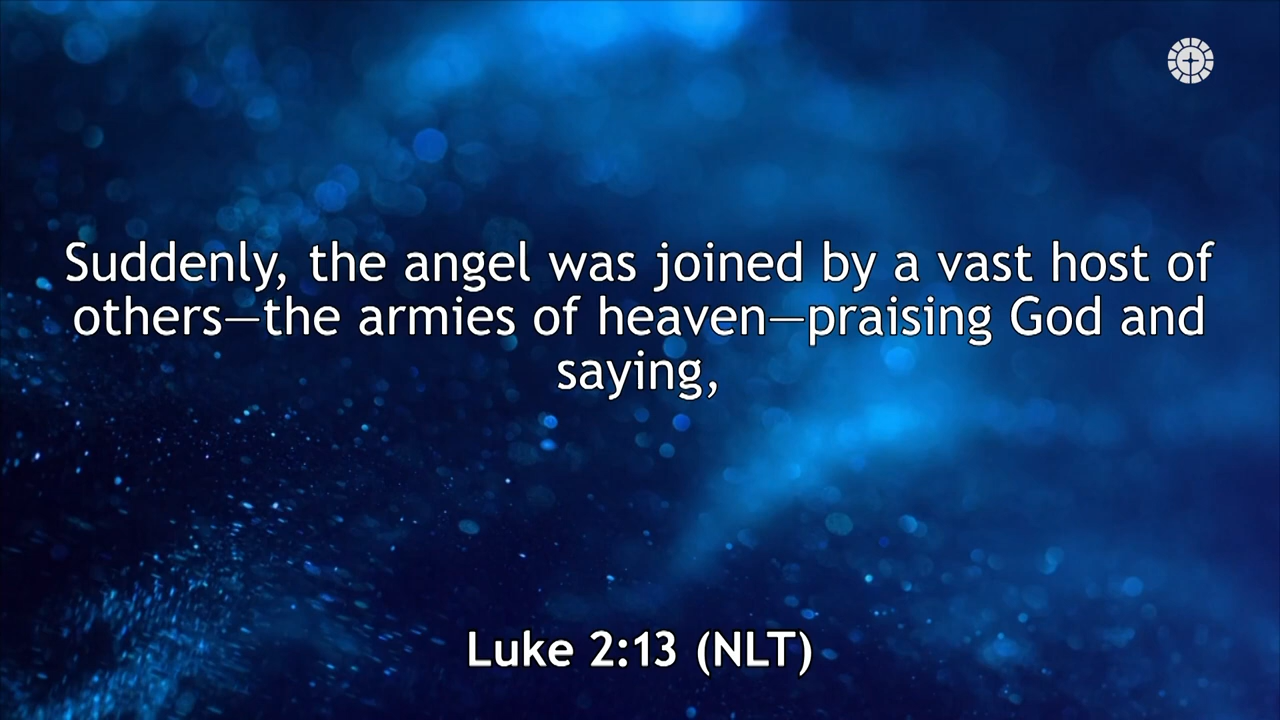 Suddenly, the angel was joined by a vast host of
others—the armies of heaven—praising God and
saying,
Luke 2:13 (NLT)